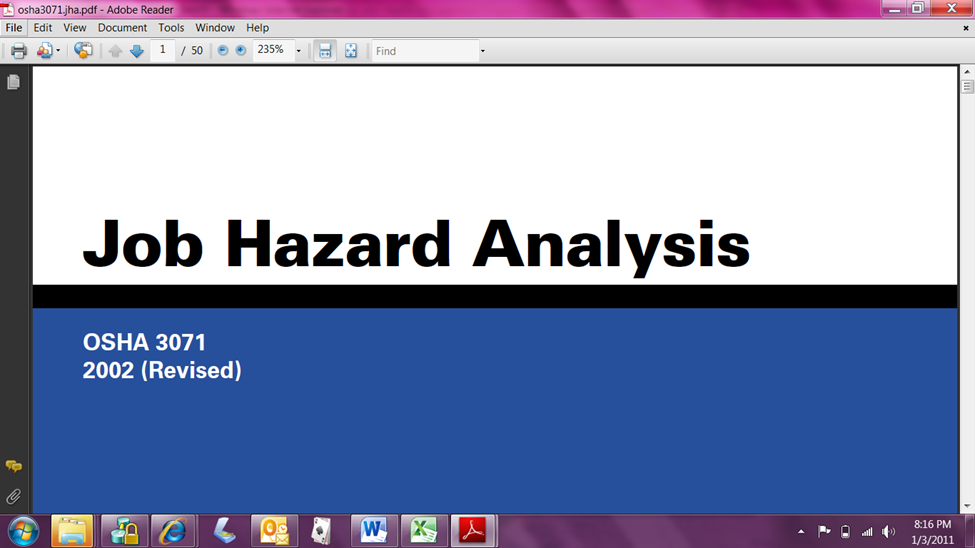 osha3071.jha.pdf - Adobe Reader
File Edit View Document Tools Window Help
1 / 50 235% Find
Job Hazard Analysis
OSHA 3071
2002 (Revised)
8:16 PM
1/3/2011